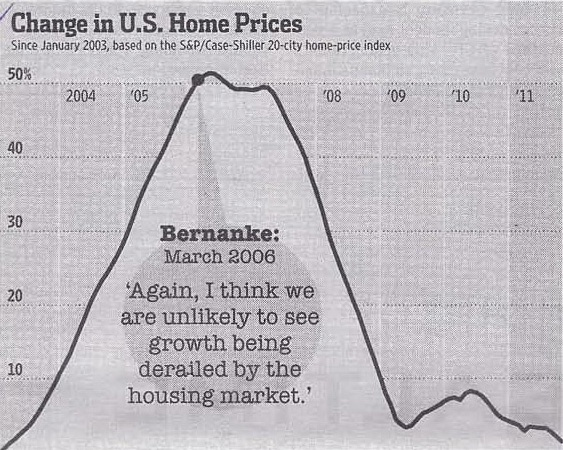 Change in U.S. Home Prices
Since January 2003, based on the S&P/Case-Shiller 20-city home-price index
50%
2004 '05 '08 '09 '10 '11
40
30
Bernanke:
March 2006
'Again, I think we
are unlikely to see
20
growth being
derailed by the
10
housing market.'